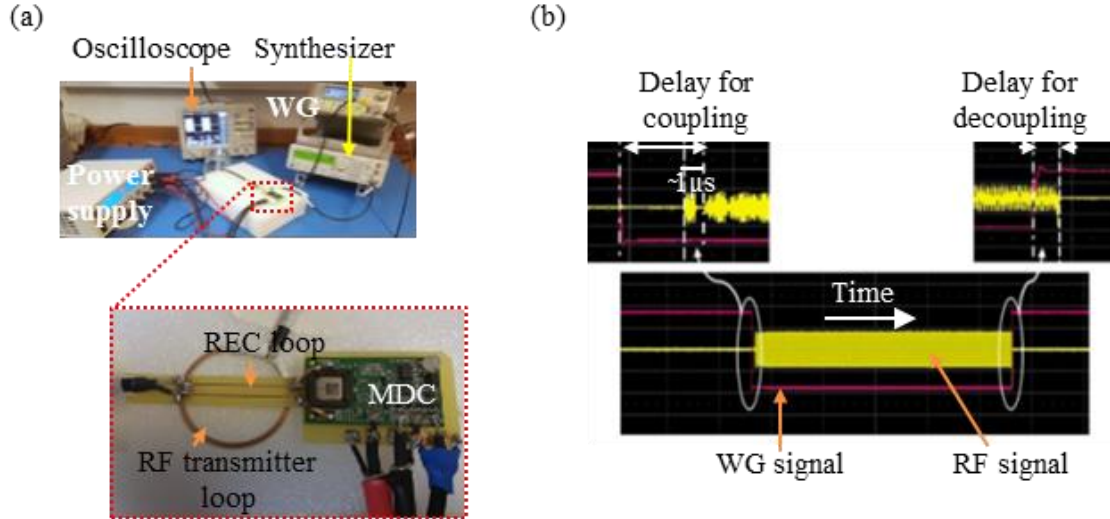 (a)
Oscilloscope Synthesizer
WG
Power
supply
REC loop
MDC
RF transmitter
loop
(b)
Delay for
coupling
Delay for
decoupling
~1µs
Time
WG signal
RF signal